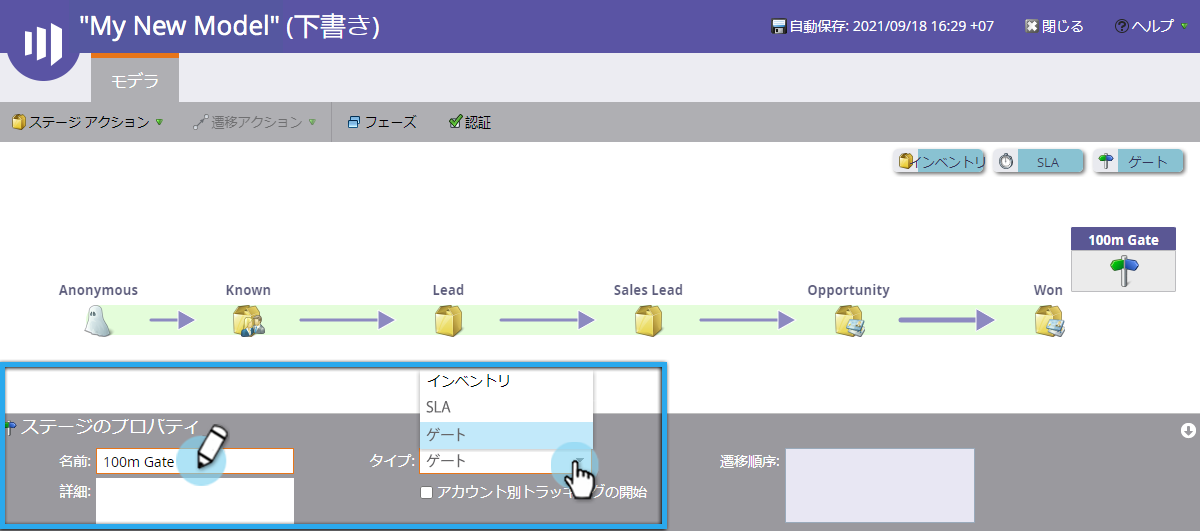 "My New Model" (下書き)
自動保存: 2021/09/18 16:29 +07
閉じる
ヘルプ
モデラ
ステージ アクション
遷移アクション
フェーズ
認証
インベントリ
SLA
ゲート
100m Gate
Anonymous
Known
Lead
Sales Lead
Opportunity
Won
インベントリ
SLA
ゲート
ステージのプロパティ
名前: 100m Gate
タイプ: ゲート
遷移順序:
詳細:
アカウント別トラッキングの開始